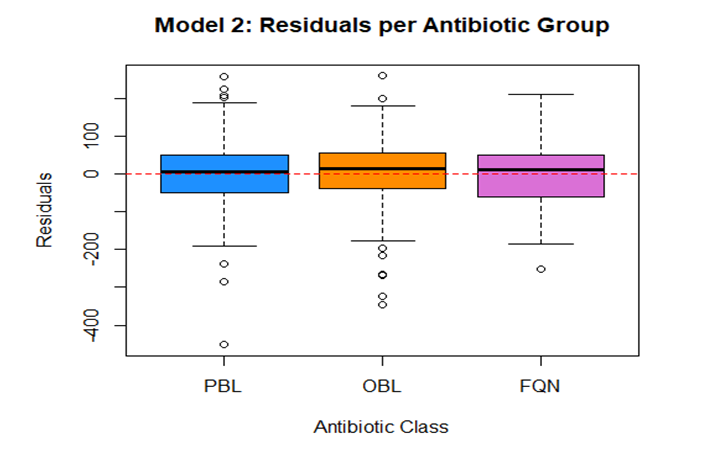 Model 2: Residuals per Antibiotic Group
Residuals
100
0
-200
-400
PBL OBL FQN
Antibiotic Class